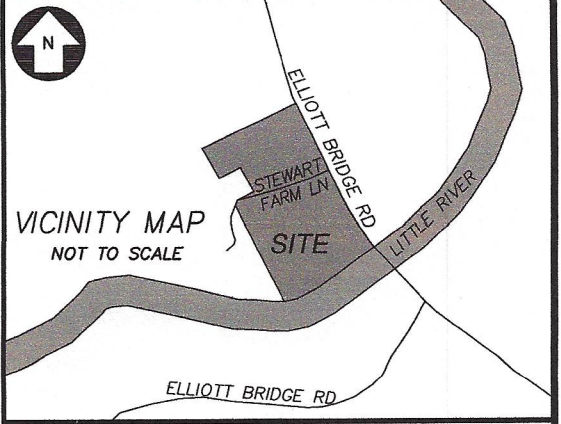 N
ELLIOTT BRIDGE RD
STEWART
FARM LN
LITTLE RIVER
VICINITY MAP
NOT TO SCALE
SITE
ELLIOTT BRIDGE RD